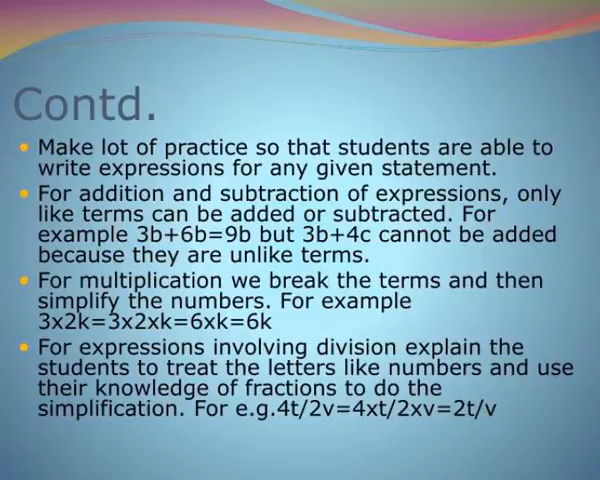 Contd.
Make lot of practice so that students are able to
write expressions for any given statement.
For addition and subtraction of expressions, only
like terms can be added or subtracted. For
example 3b+6b=9b but 3b+4c cannot be added
because they are unlike terms.
For multiplication we break the terms and then
simplify the numbers. For example
3x2k=3x2xk=6xk=6k
For expressions involving division explain the
students to treat the letters like numbers and use
their knowledge of fractions to do the
simplification. For e.g.4t/2v=4xt/2xv=2t/v